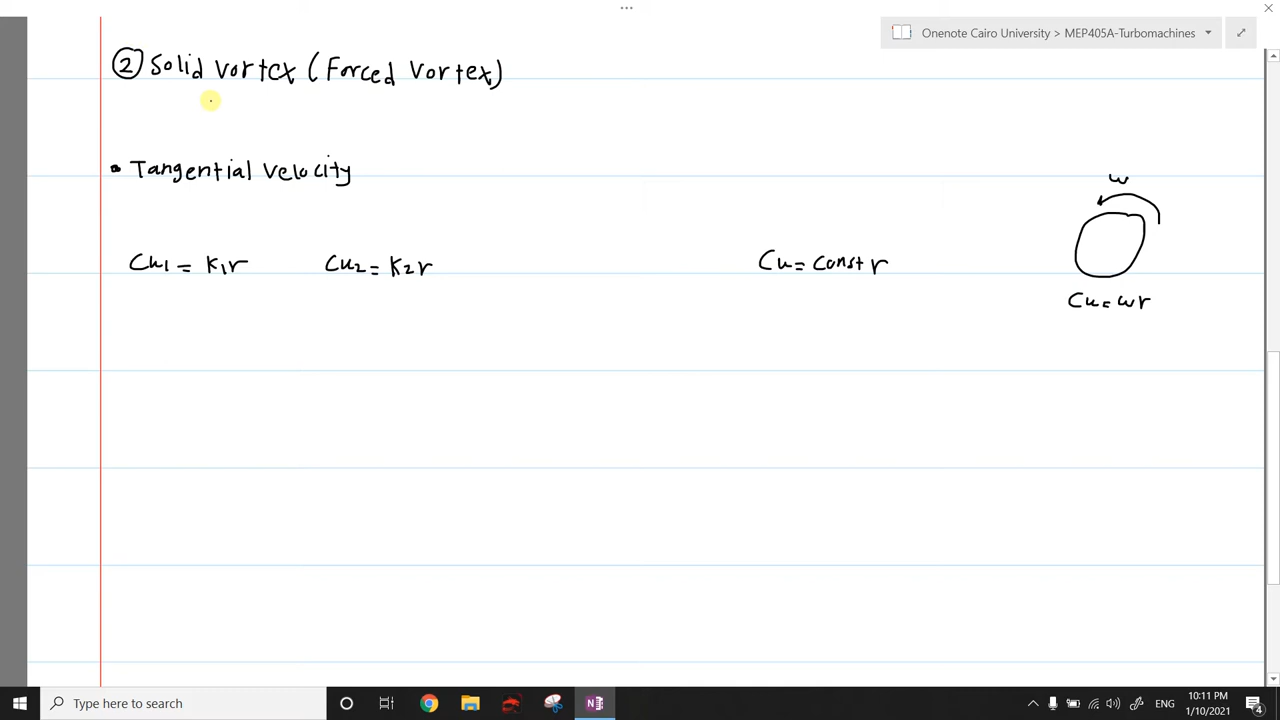 Onenote Cairo University > MEP405A-Turbomachines
② Solid Vortex (Forced Vortex)
• Tangential Velocity
ω
Cu1 = K1r Cu2 = K2r Cu = Const r
Cu = ωr
Type here to search
ENG
10:11 PM
1/10/2021
4